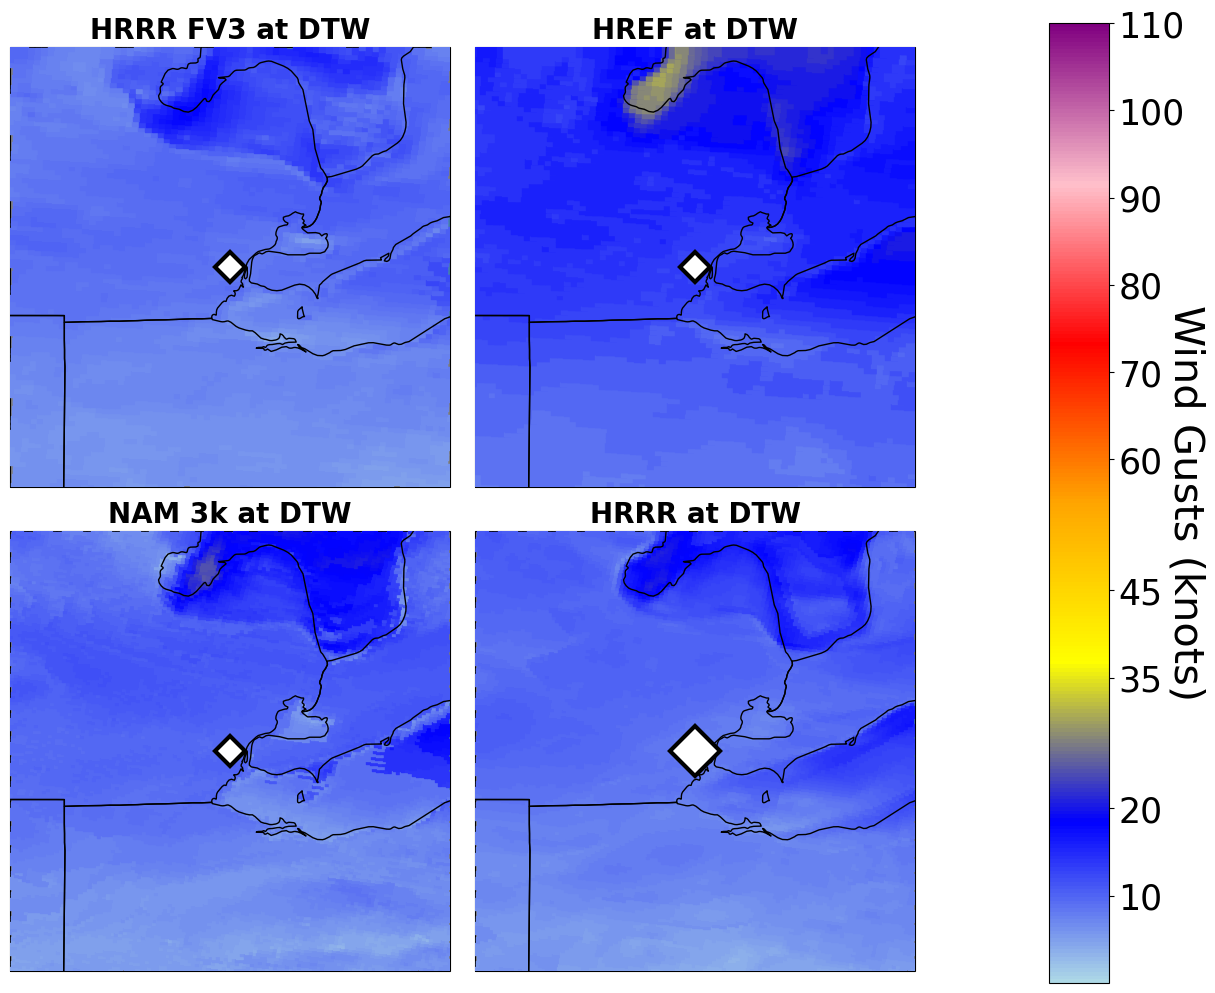 HRRR FV3 at DTW
HREF at DTW
NAM 3k at DTW
HRRR at DTW
110
100
90
80
70
60
45
35
20
10
Wind Gusts (knots)